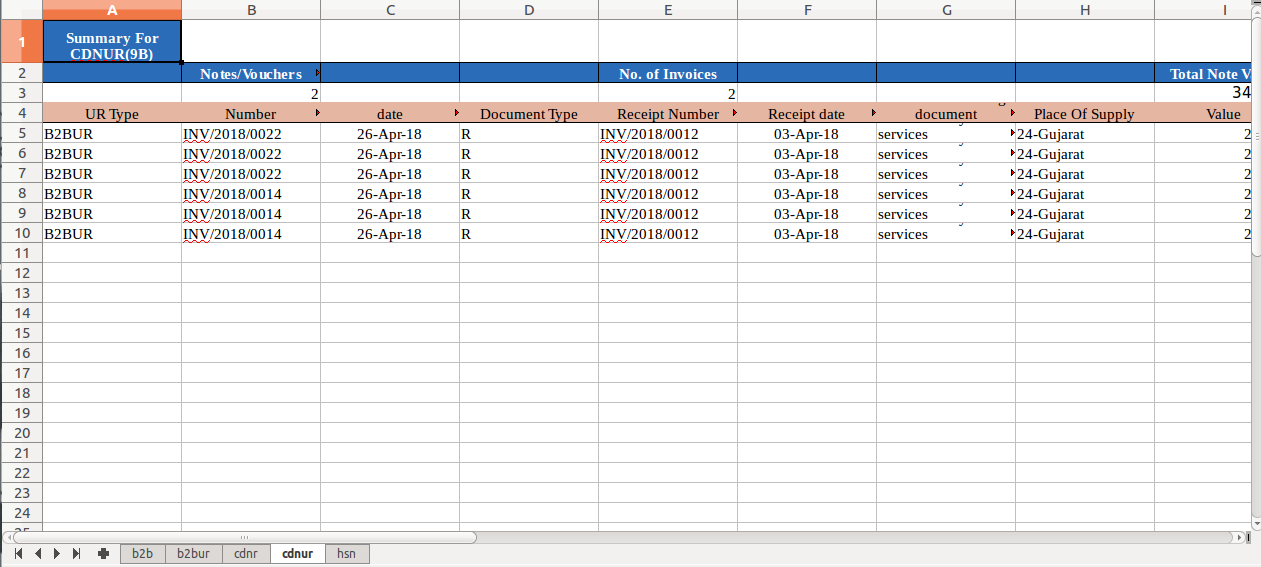 A B C D E F G H I
1 Summary For
CDNUR(9B)
2 Notes/Vouchers No. of Invoices Total Note V
3 2 2 34
4 UR Type Number date Document Type Receipt Number Receipt date document Place Of Supply Value
5 B2BUR INV/2018/0022 26-Apr-18 R INV/2018/0012 03-Apr-18 services 24-Gujarat 2
6 B2BUR INV/2018/0022 26-Apr-18 R INV/2018/0012 03-Apr-18 services 24-Gujarat 2
7 B2BUR INV/2018/0022 26-Apr-18 R INV/2018/0012 03-Apr-18 services 24-Gujarat 2
8 B2BUR INV/2018/0014 26-Apr-18 R INV/2018/0012 03-Apr-18 services 24-Gujarat 2
9 B2BUR INV/2018/0014 26-Apr-18 R INV/2018/0012 03-Apr-18 services 24-Gujarat 2
10 B2BUR INV/2018/0014 26-Apr-18 R INV/2018/0012 03-Apr-18 services 24-Gujarat 2
11
12
13
14
15
16
17
18
19
20
21
22
23
24
25
b2b b2bur cdnr cdnur hsn